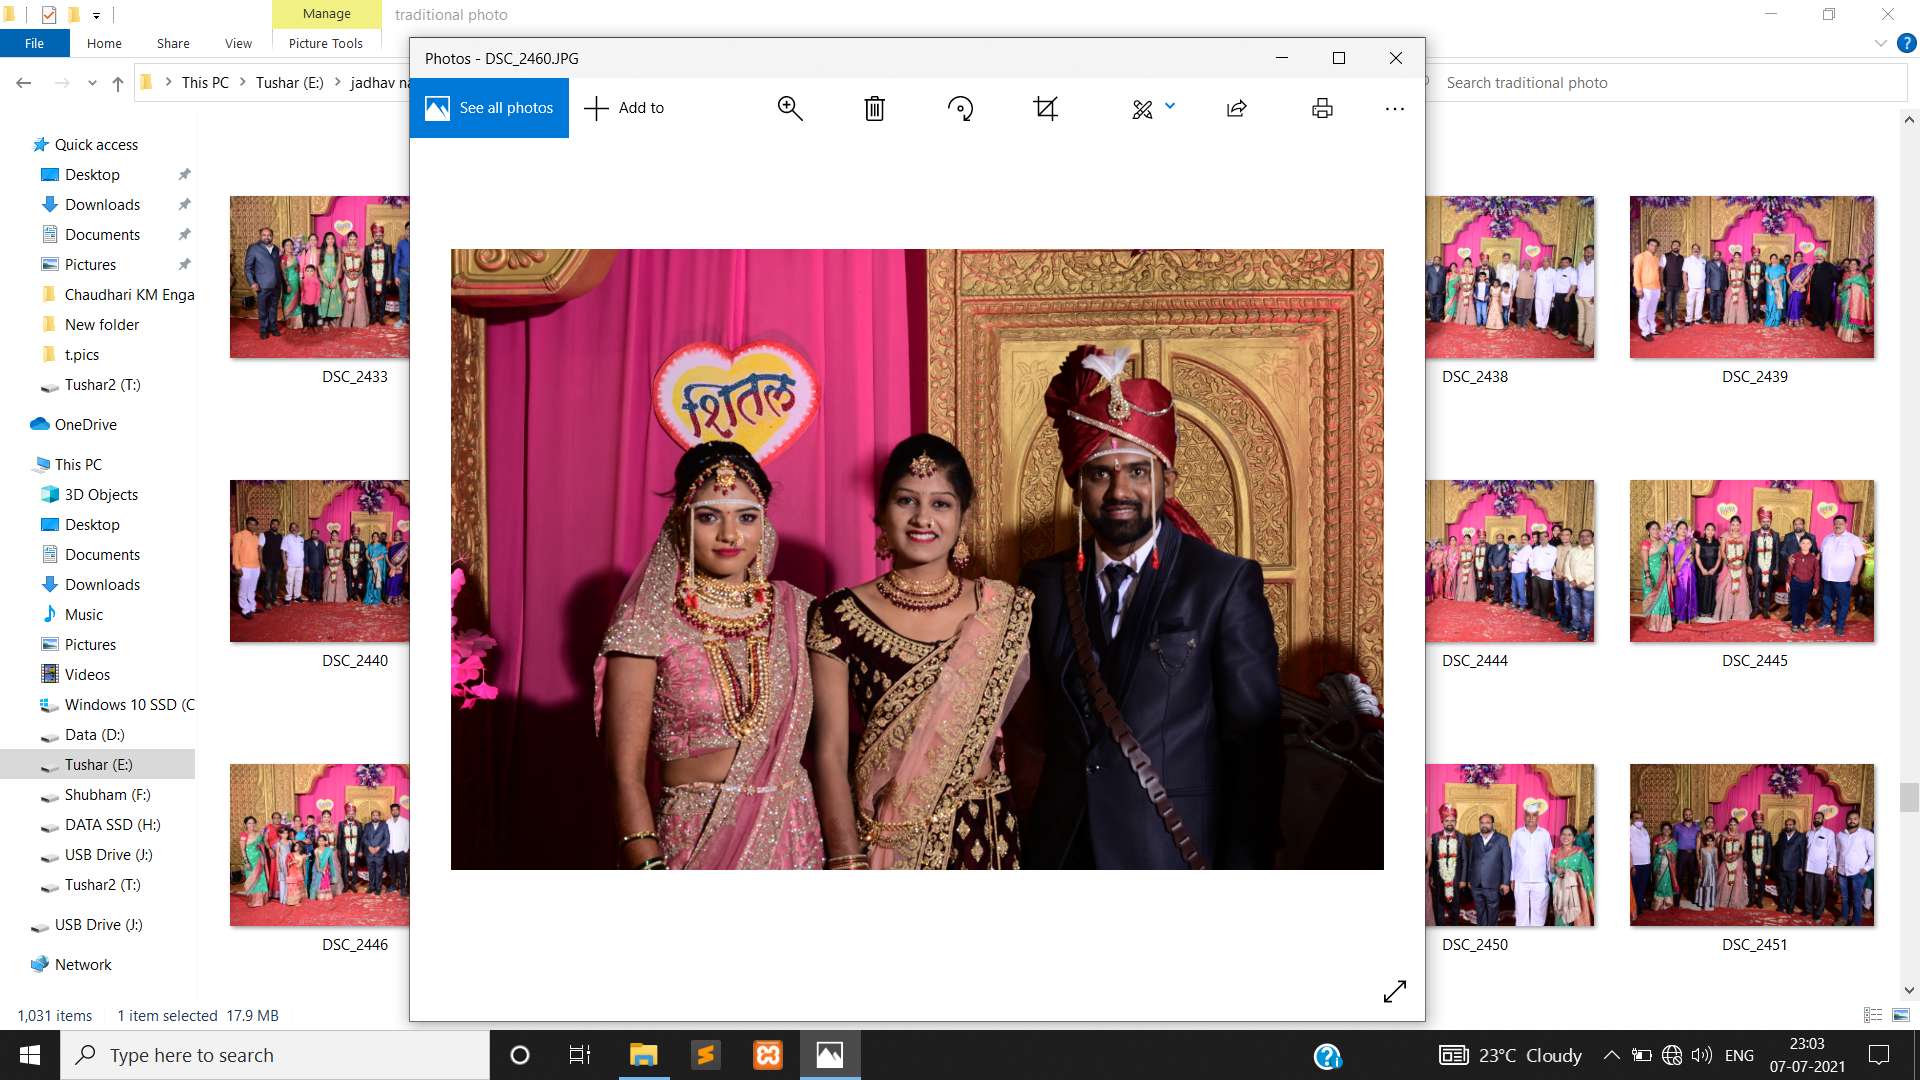 Manage
traditional photo
File
Home
Share
View
Picture Tools
This PC
Tushar (E:)
jadhav na
Search traditional photo
Photos - DSC_2460.JPG
See all photos
Add to
Quick access
Desktop
Downloads
Documents
Pictures
Chaudhari KM Enga
New folder
t.pics
Tushar2 (T:)
OneDrive
This PC
3D Objects
Desktop
Documents
Downloads
Music
Pictures
Videos
Windows 10 SSD (C
Data (D:)
Tushar (E:)
Shubham (F:)
DATA SSD (H:)
USB Drive (J:)
Tushar2 (T:)
USB Drive (J:)
Network
DSC_2433
DSC_2438
DSC_2439
शितल
DSC_2440
DSC_2444
DSC_2445
DSC_2446
DSC_2450
DSC_2451
1,031 items
1 item selected 17.9 MB
Type here to search
23°C Cloudy
ENG
23:03
07-07-2021